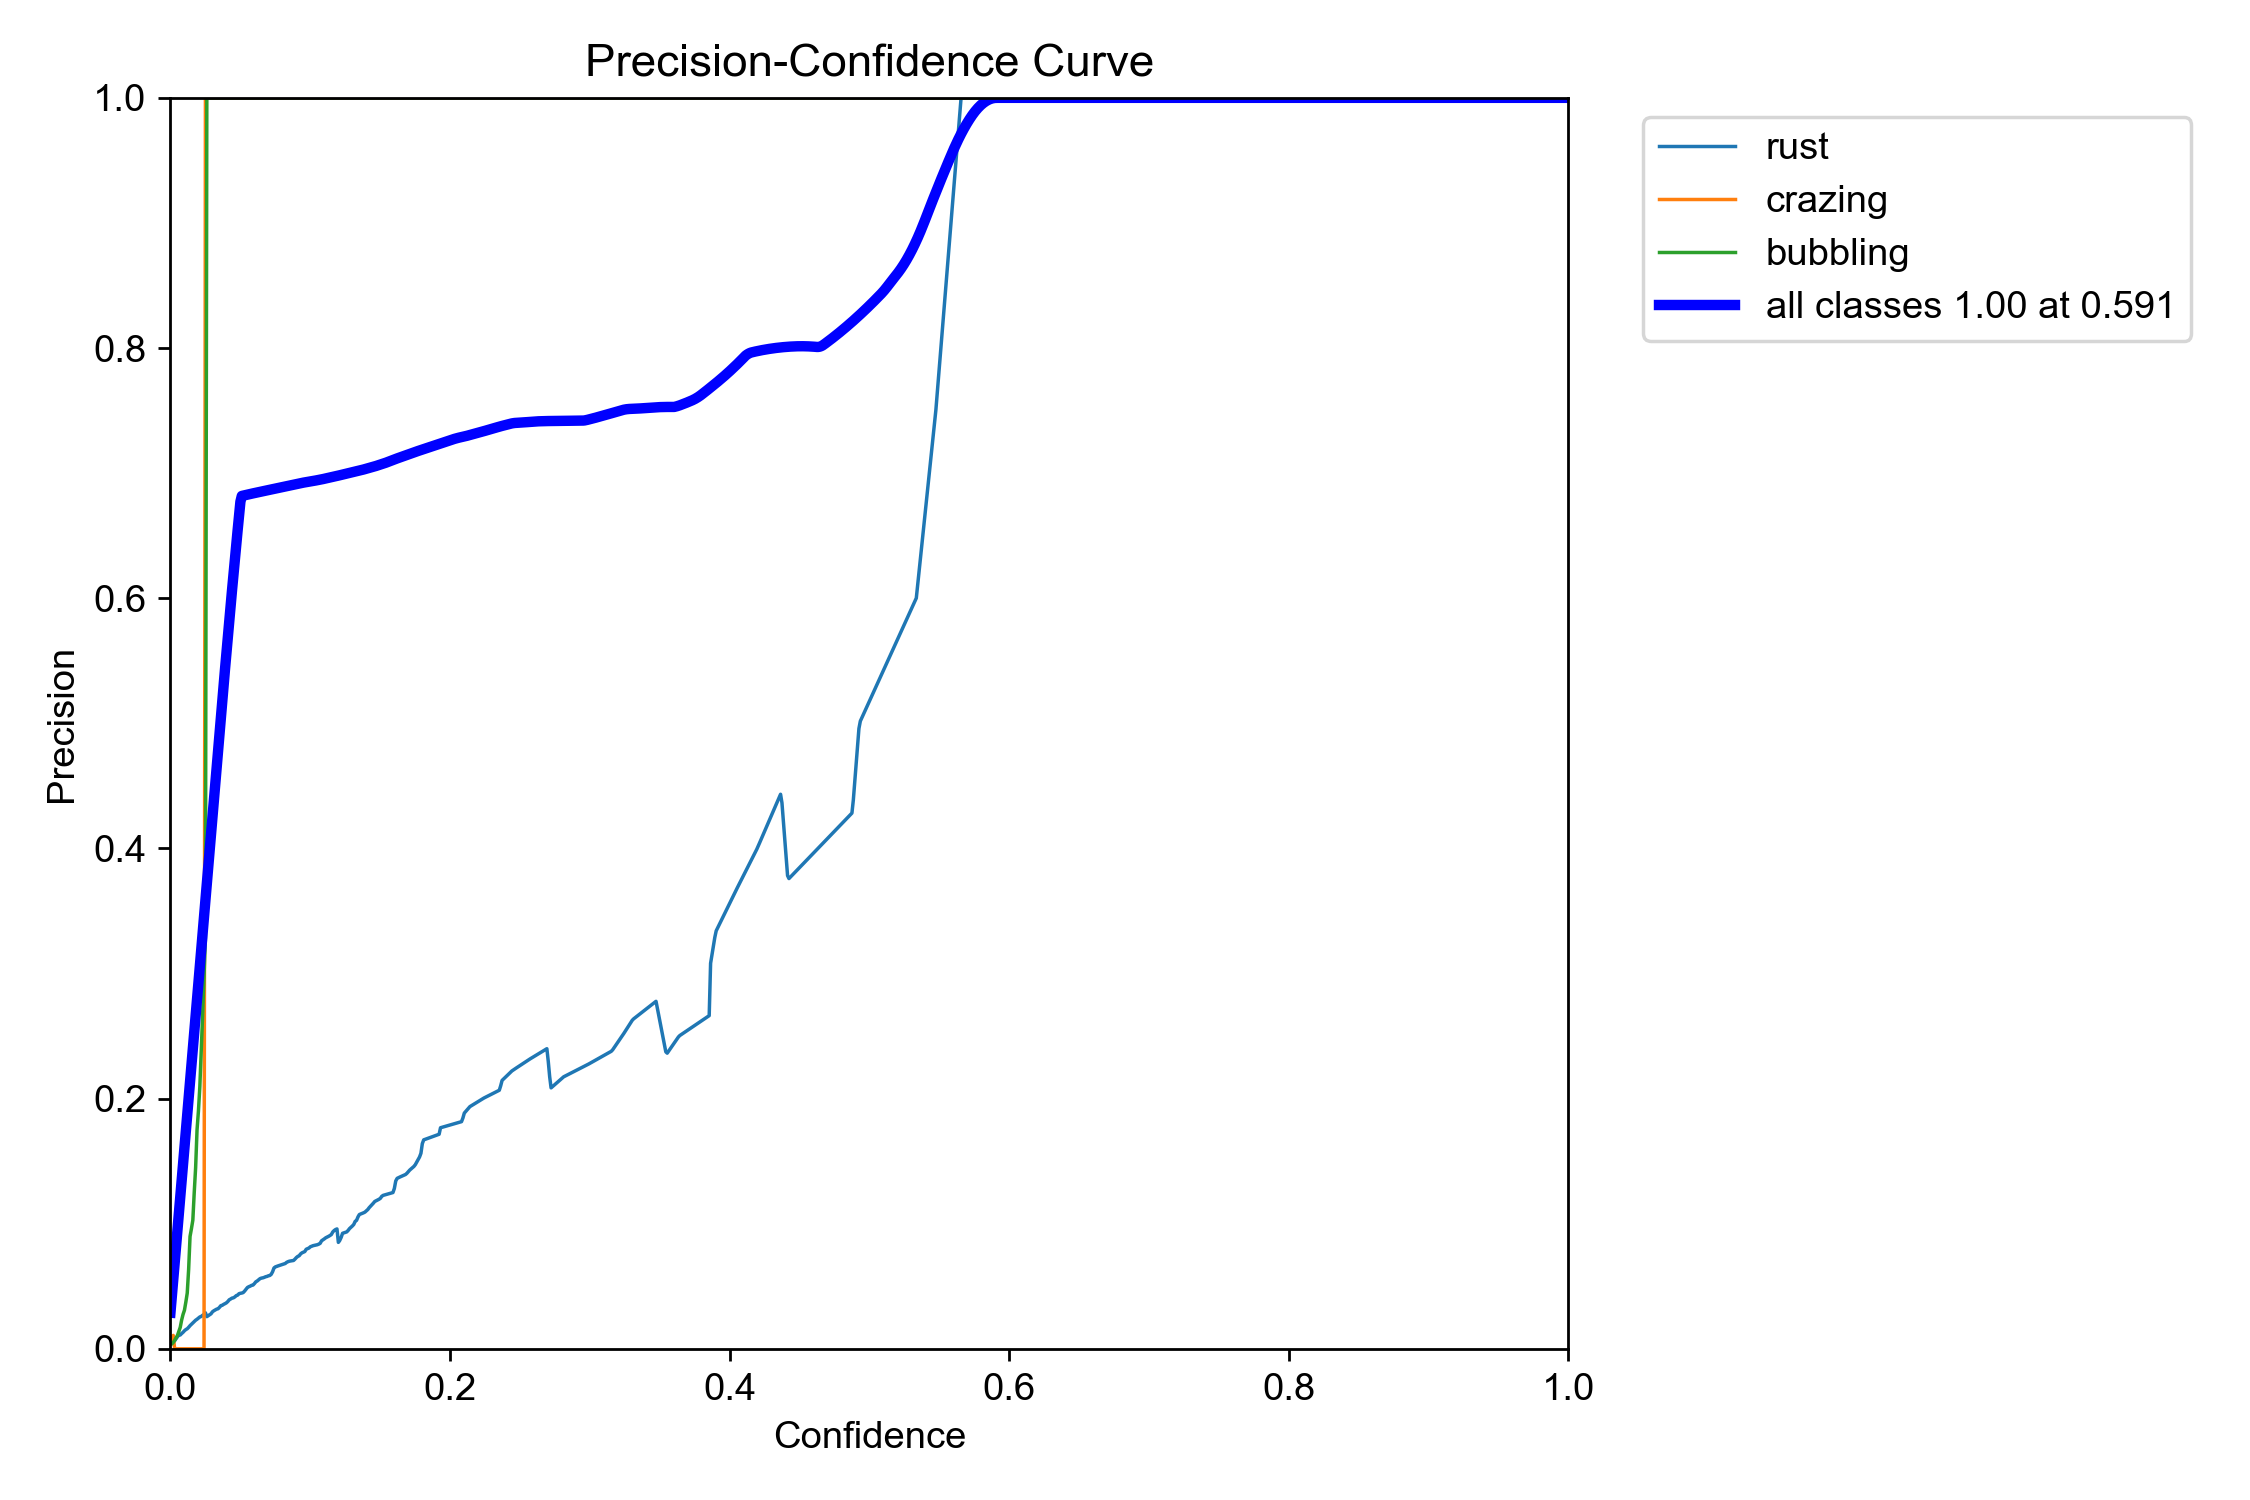 Precision-Confidence Curve
1.0
0.8
0.6
0.4
0.2
0.0
Precision
0.0 0.2 0.4 0.6 0.8 1.0
Confidence
rust
crazing
bubbling
all classes 1.00 at 0.591